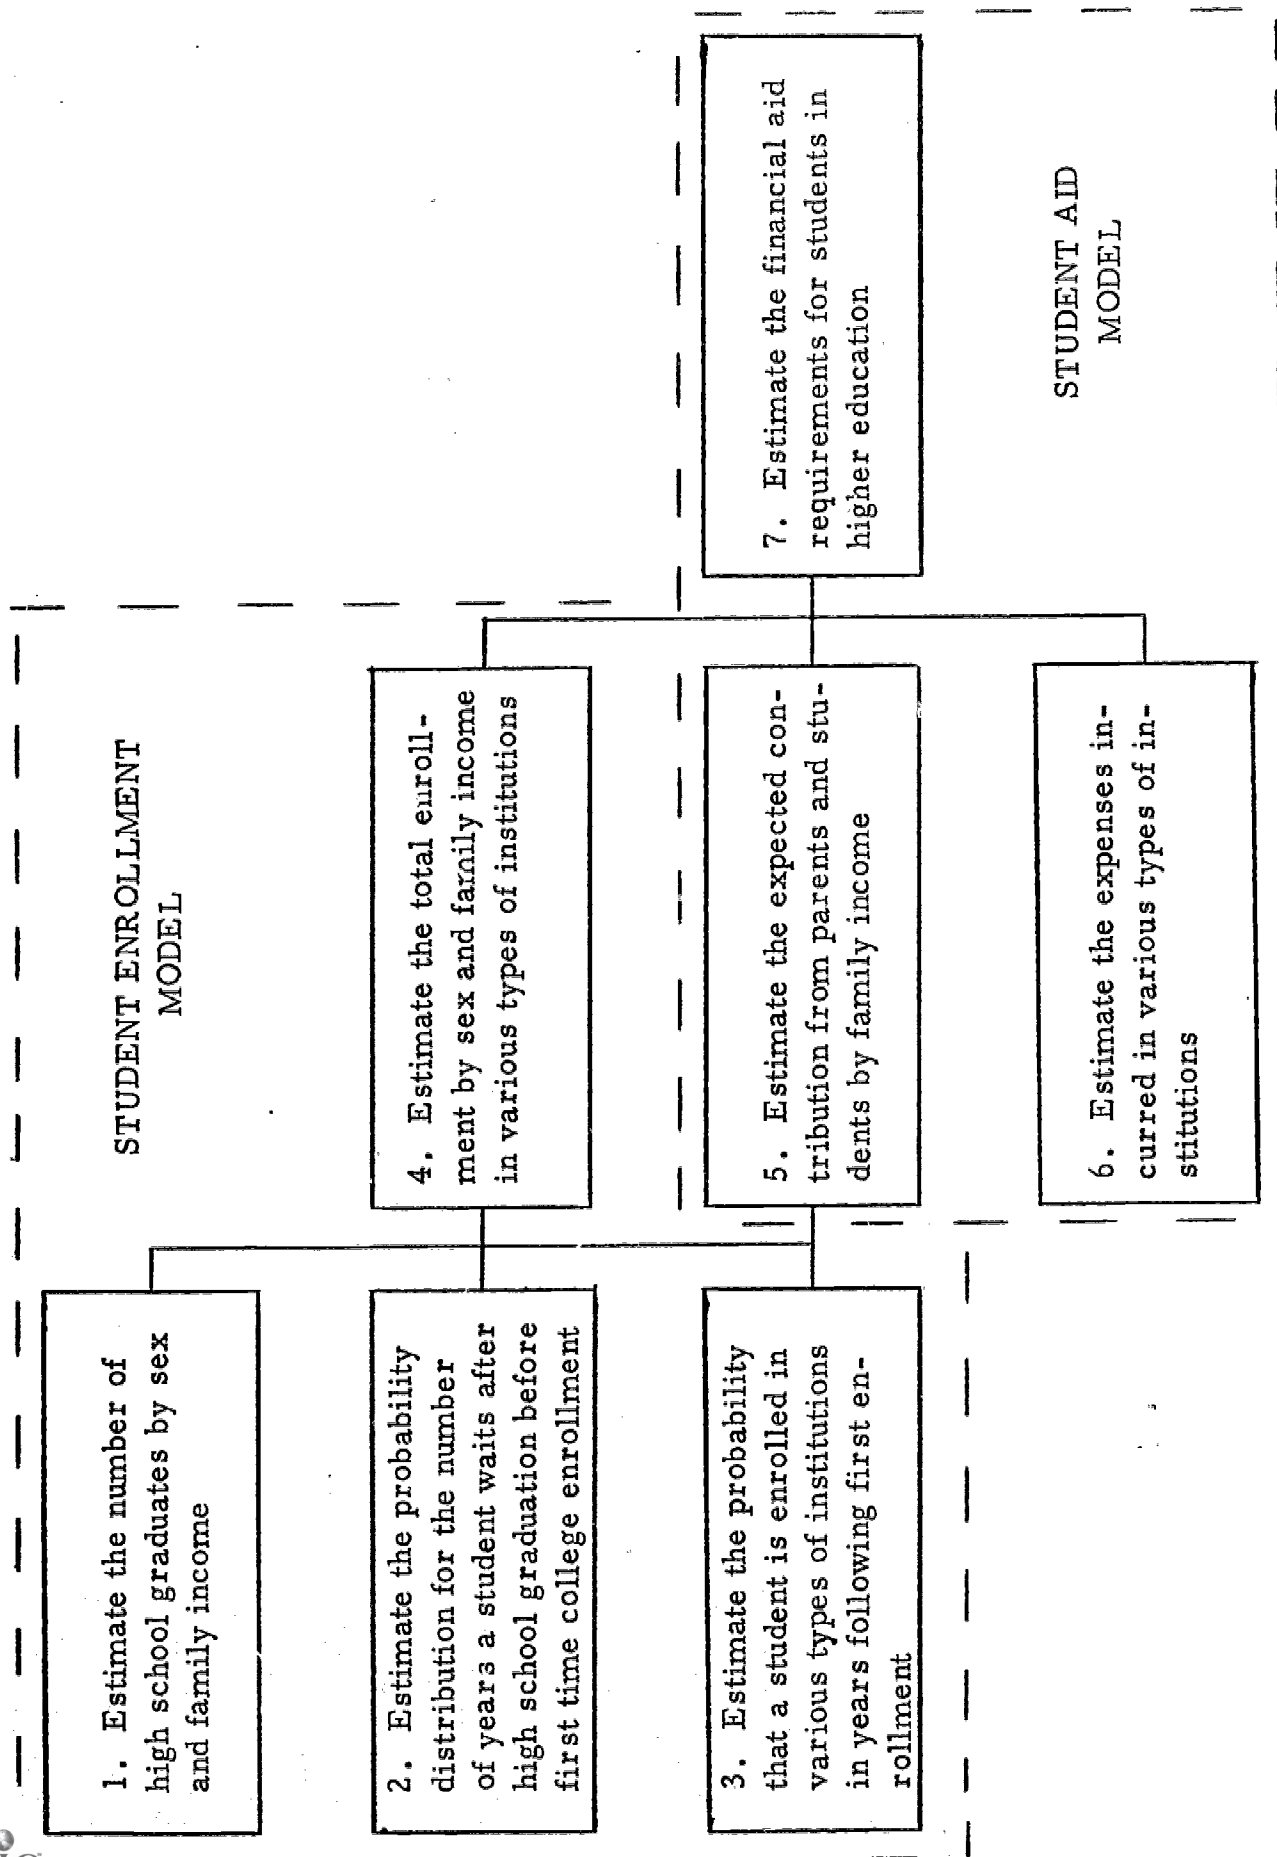 STUDENT ENROLLMENT
MODEL
1. Estimate the number of
high school graduates by sex
and family income
2. Estimate the probability
distribution for the number
of years a student waits after
high school graduation before
first time college enrollment
3. Estimate the probability
that a student is enrolled in
various types of institutions
in years following first en-
rollment
4. Estimate the total enroll-
ment by sex and family income
in various types of institutions
5. Estimate the expected con-
tribution from parents and stu-
dents by family income
6. Estimate the expenses in-
curred in various types of in-
stitutions
7. Estimate the financial aid
requirements for students in
higher education
STUDENT AID
MODEL